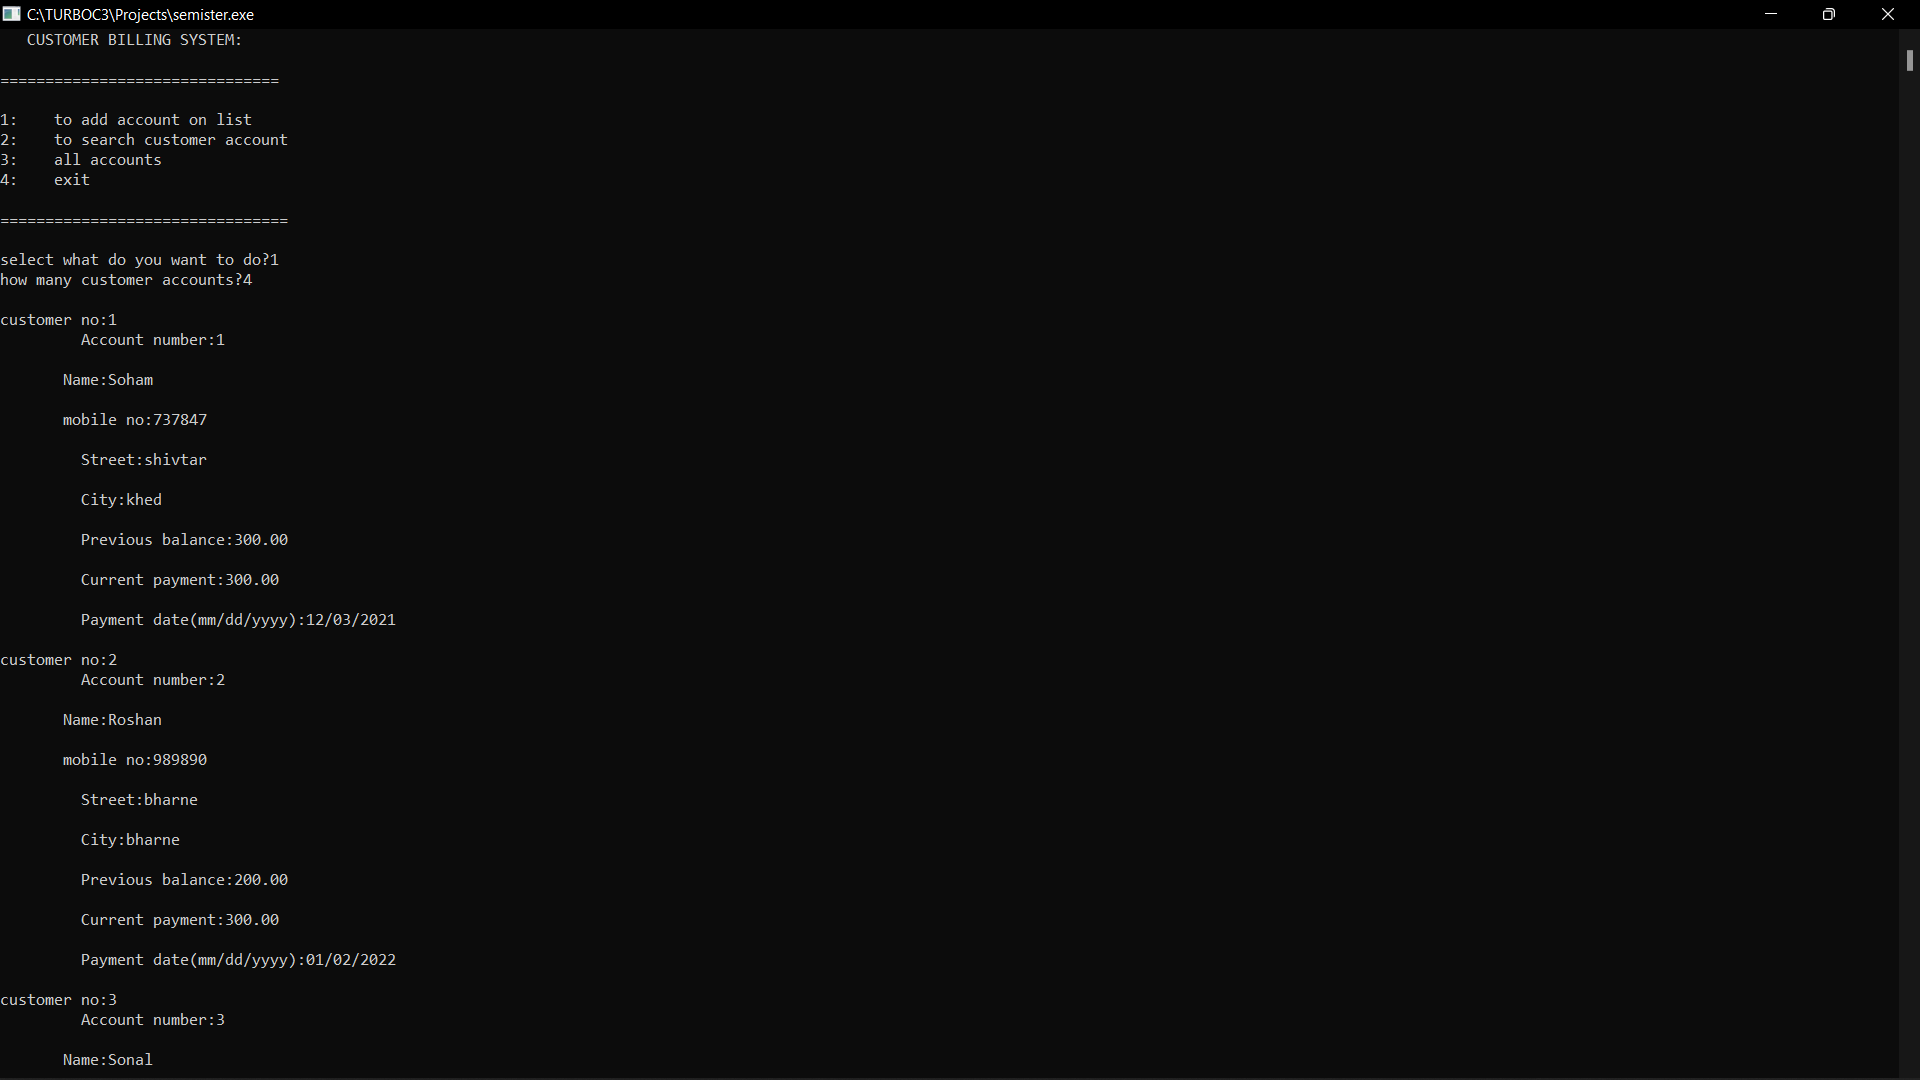 C:\TURBOC3\Projects\semister.exe
CUSTOMER BILLING SYSTEM:
===============================
1:    to add account on list
2:    to search customer account
3:    all accounts
4:    exit
================================
select what do you want to do?1
how many customer accounts?4
customer no:1
Account number:1
Name:Soham
mobile no:737847
Street:shivtar
City:khed
Previous balance:300.00
Current payment:300.00
Payment date(mm/dd/yyyy):12/03/2021
customer no:2
Account number:2
Name:Roshan
mobile no:989890
Street:bharne
City:bharne
Previous balance:200.00
Current payment:300.00
Payment date(mm/dd/yyyy):01/02/2022
customer no:3
Account number:3
Name:Sonal